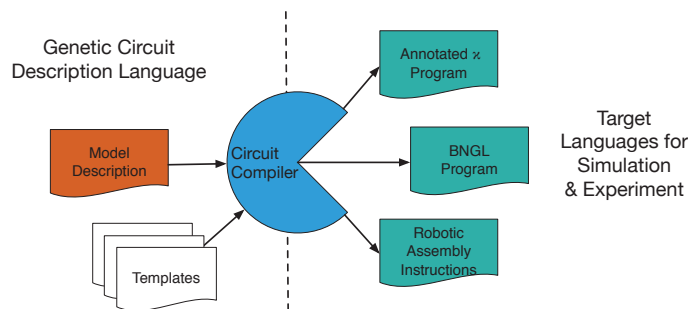 Genetic Circuit
Description Language
Model
Description
Templates
Circuit
Compiler
Annotated ϰ
Program
BNGL
Program
Robotic
Assembly
Instructions
Target
Languages for
Simulation
& Experiment